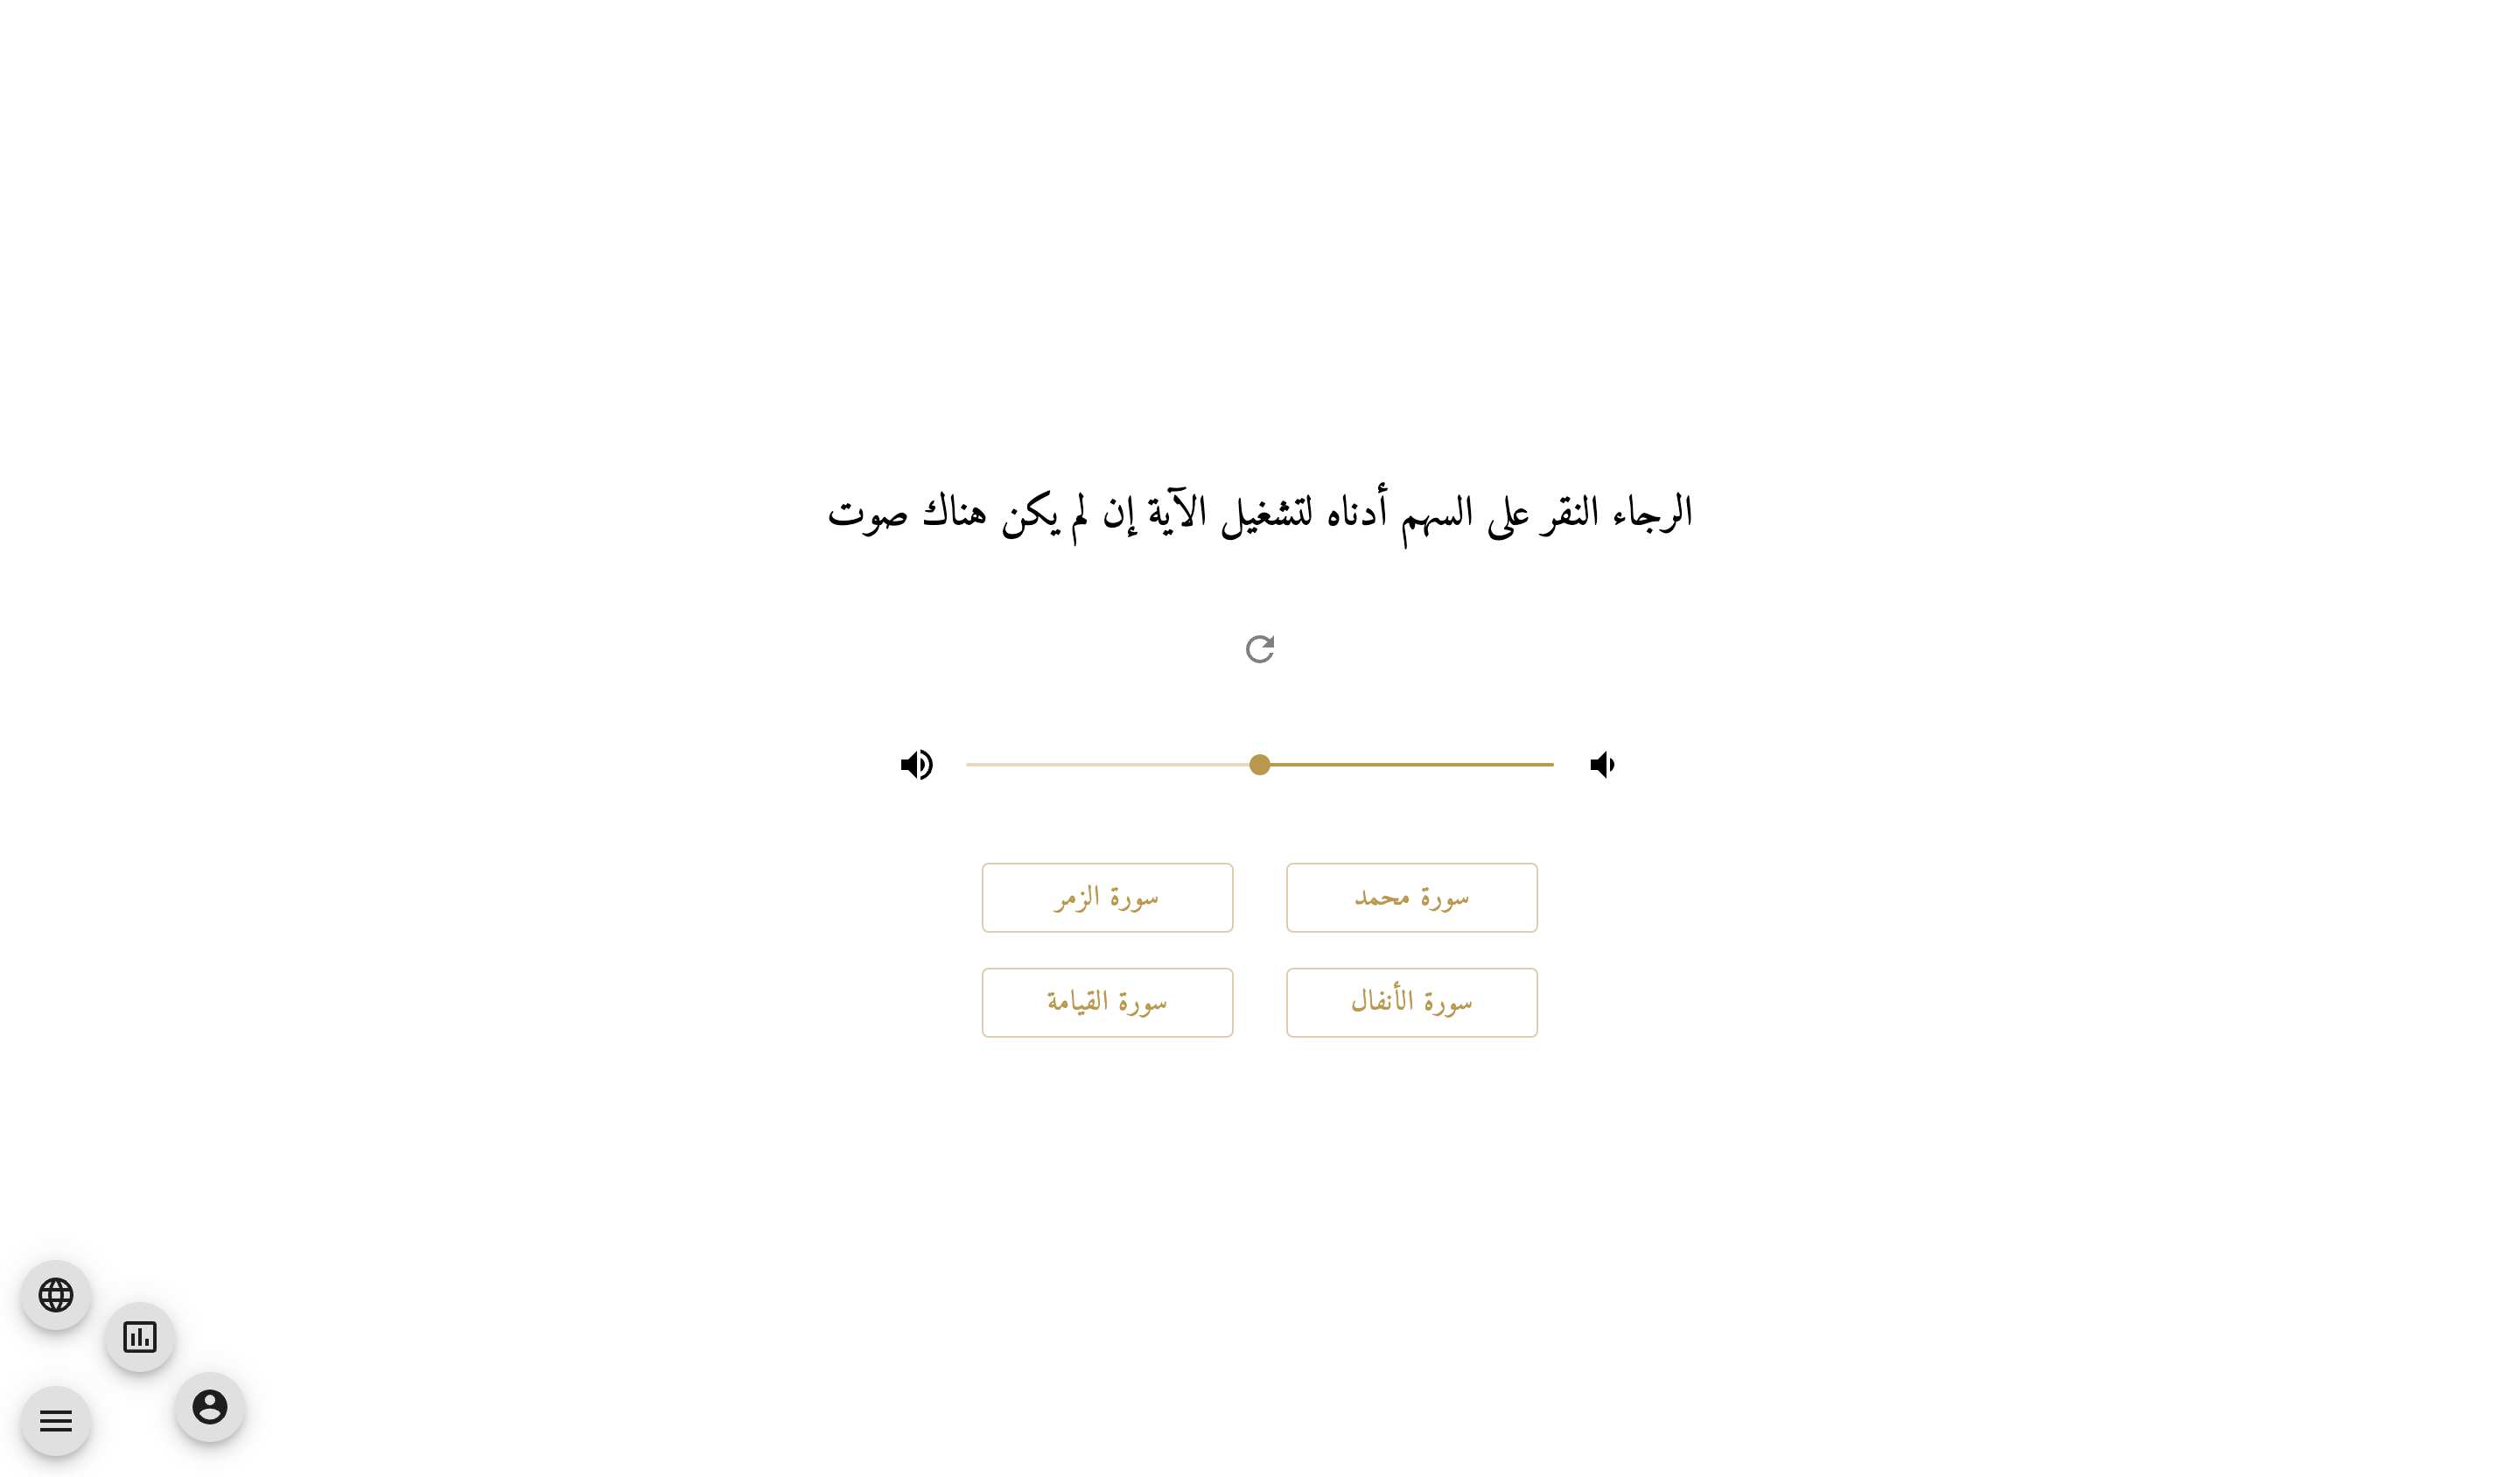 الرجاء النقر على السهم أدناه لتشغيل الآية إن لم يكن هناك صوت
سورة محمد
سورة الزمر
سورة الأنفال
سورة القيامة